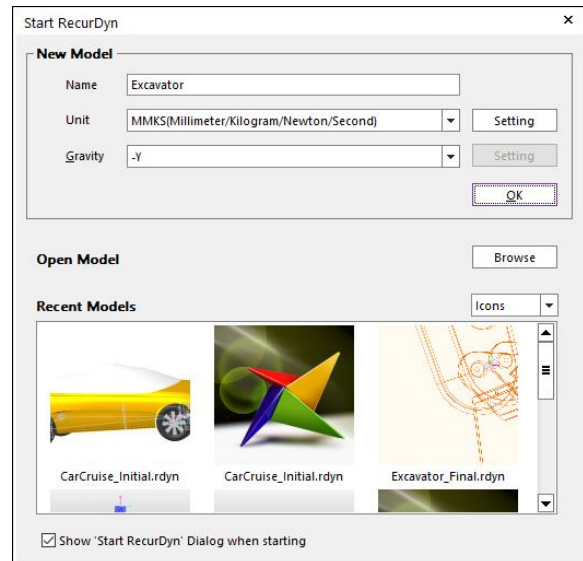 Start RecurDyn
New Model
Name Excavator
Unit MMKS(Millimeter/Kilogram/Newton/Second) Setting
Gravity -Y Setting
OK
Open Model Browse
Recent Models Icons
CarCruise_Initial.rdyn CarCruise_Initial.rdyn Excavator_Final.rdyn
Show 'Start RecurDyn' Dialog when starting